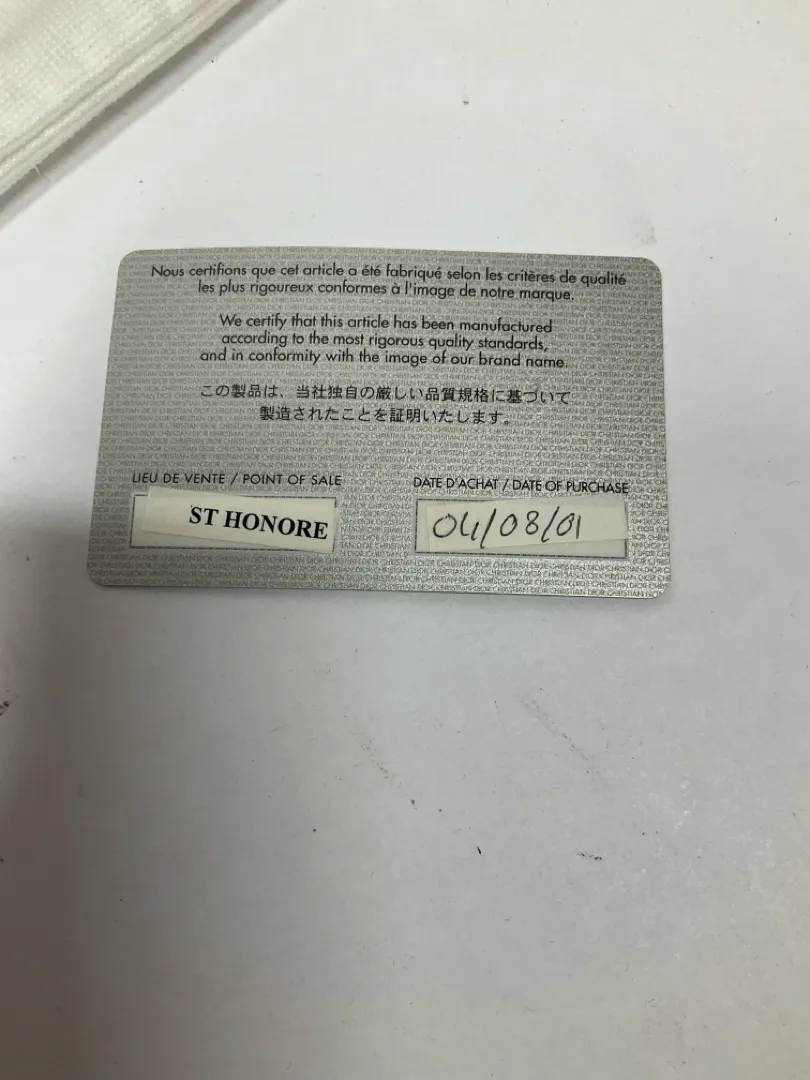 Nous certifions que cet article a été fabriqué selon les critères de qualité
les plus rigoureux conformes à l'image de notre marque.
We certify that this article has been manufactured
according to the most rigorous quality standards,
and in conformity with the image of our brand name.
この製品は、当社独自の厳しい品質規格に基づいて
製造されたことを証明いたします。
LIEU DE VENTE / POINT OF SALE
ST HONORE
DATE D'ACHAT / DATE OF PURCHASE
04/08/01